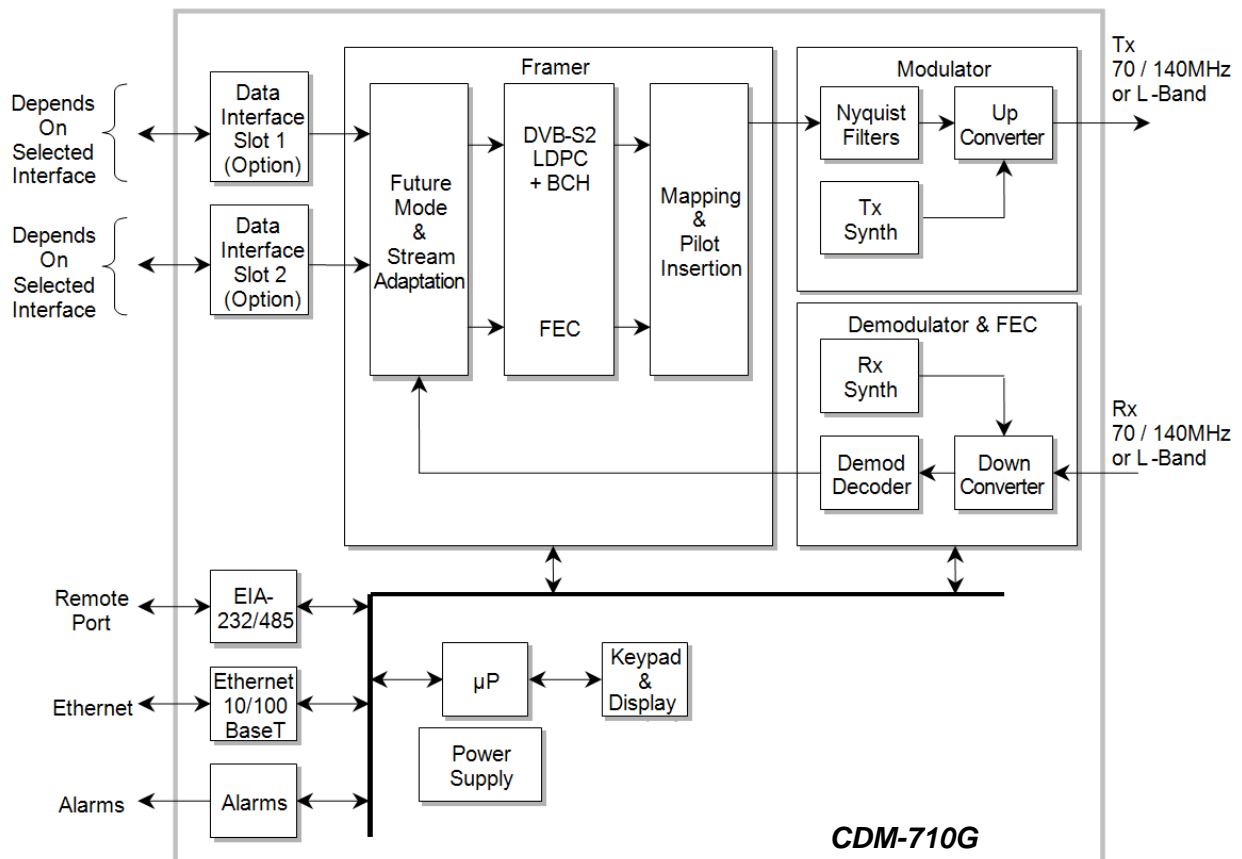 Depends
On
Selected
Interface
Data
Interface
Slot 1
(Option)
Depends
On
Selected
Interface
Data
Interface
Slot 2
(Option)
Framer
Future
Mode
&
Stream
Adaptation
DVB-S2
LDPC
+ BCH
FEC
Mapping
&
Pilot
Insertion
Modulator
Nyquist
Filters
Up
Converter
Tx
Synth
Tx
70 / 140MHz
or L-Band
Demodulator & FEC
Rx
Synth
Demod
Decoder
Down
Converter
Rx
70 / 140MHz
or L-Band
Remote
Port
EIA-
232/485
Ethernet
Ethernet
10/100
BaseT
Alarms
Alarms
µP
Keypad
&
Display
Power
Supply
CDM-710G